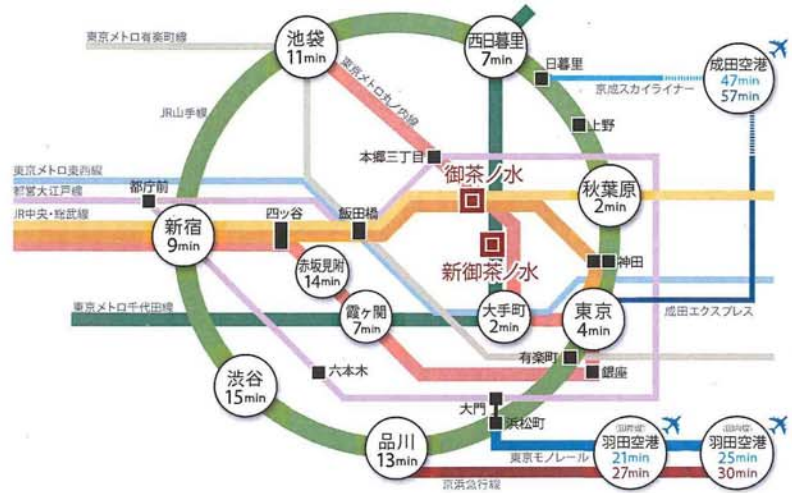 東京メトロ有楽町線
池袋
11min
西日暮里
7min
日暮里
成田空港
47min
57min
京成スカイライナー
東京メトロ丸ノ内線
JR山手線
上野
本郷三丁目
東京メトロ東西線
都営大江戸線
都庁前
JR中央・総武線
御茶ノ水
秋葉原
2min
新宿
9min
四ッ谷
飯田橋
新御茶ノ水
神田
赤坂見附
14min
東京メトロ千代田線
霞ヶ関
7min
大手町
2min
東京
4min
成田エクスプレス
有楽町
銀座
六本木
渋谷
15min
大門
浜松町
品川
13min
東京モノレール
京浜急行線
羽田空港
21min
27min
羽田空港
25min
30min